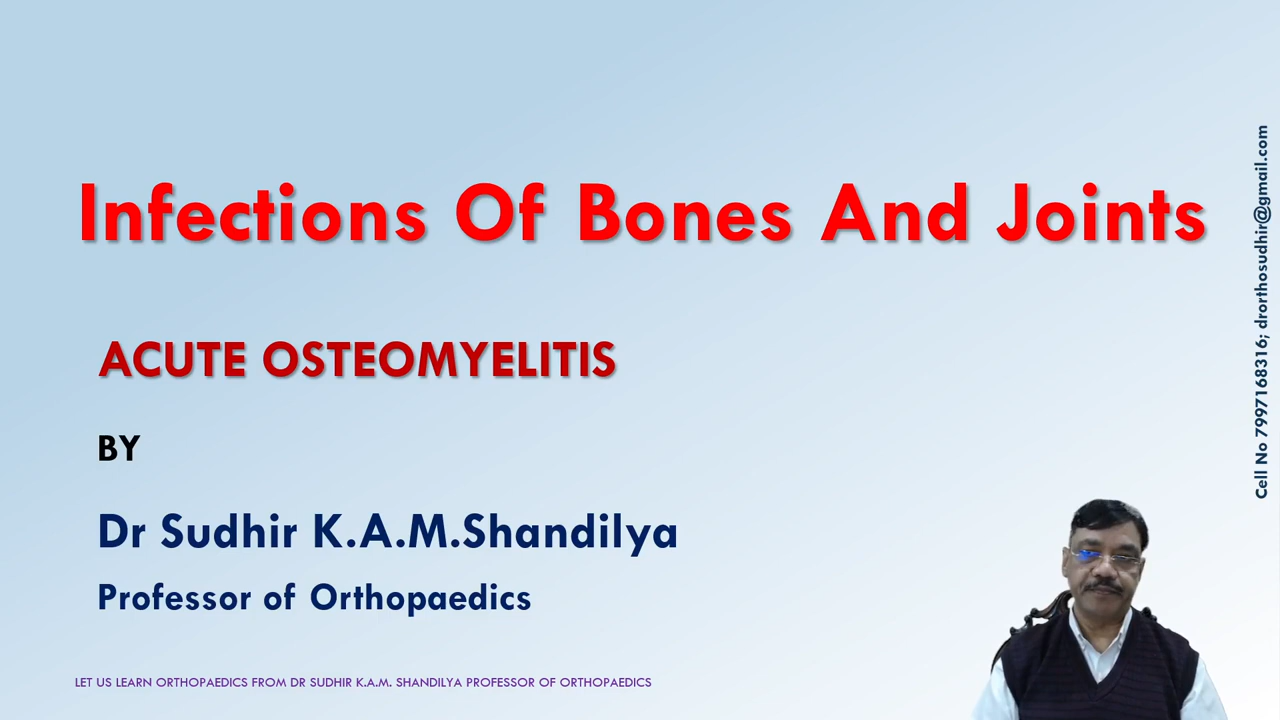 Infections Of Bones And Joints
ACUTE OSTEOMYELITIS
BY
Dr Sudhir K.A.M.Shandilya
Professor of Orthopaedics
LET US LEARN ORTHOPAEDICS FROM DR SUDHIR K.A.M. SHANDILYA PROFESSOR OF ORTHOPAEDICS
Cell No 7997168316; drorthosudhir@gmail.com